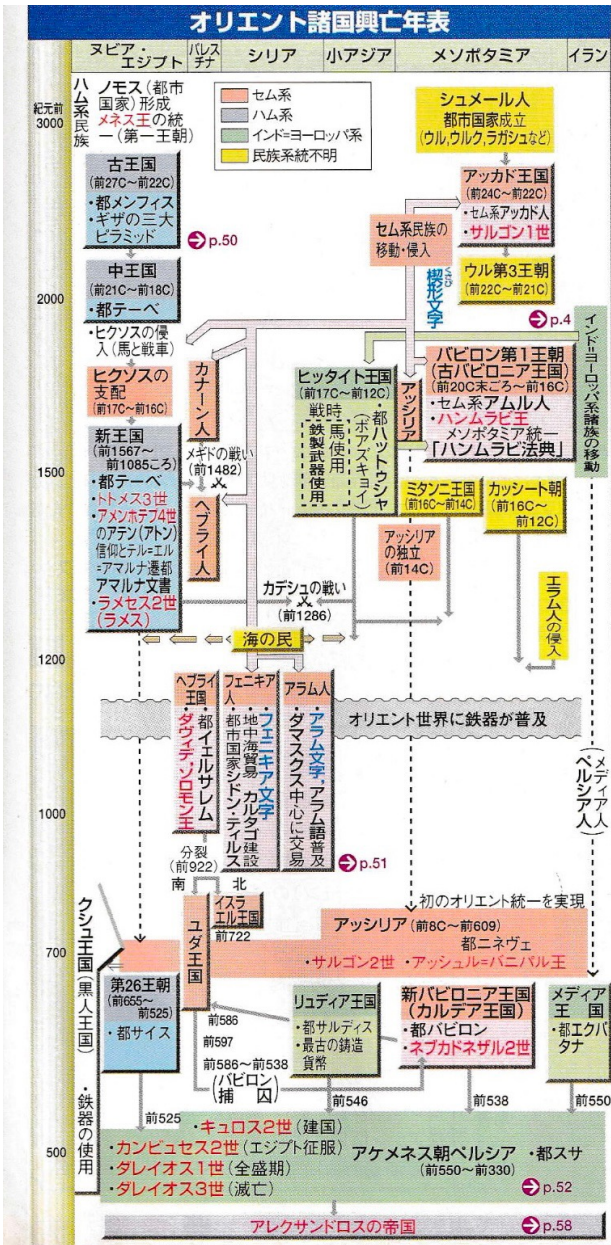 オリエント諸国興亡年表
ヌビア・
エジプト
パレス
チナ
シリア
小アジア
メソポタミア
イラン
紀元前
3000
2000
1500
1200
1000
700
500
ハム系民族
ノモス(都市
国家)形成
メネス王の統
一(第一王朝)
セム系
ハム系
インド=ヨーロッパ系
民族系統不明
シュメール人
都市国家成立
(ウル,ウルク,ラガシュなど)
古王国
(前27C~前22C)
・都メンフィス
・ギザの三大
ピラミッド
p.50
アッカド王国
(前24C~前22C)
・セム系アッカド人
・サルゴン1世
セム系民族の
移動・侵入
楔形文字
くさび
ウル第3王朝
(前22C~前21C)
p.4
中王国
(前21C~前18C)
・都テーベ
・ヒクソスの侵
入(馬と戦車)
ヒクソスの
支配
(前17C~前16C)
カナーン人
ヒッタイト王国
(前17C~前12C)
・都ハットゥシャ
(ボアズキョイ)
戦時
馬使用
鉄製武器使用
アッシリア
バビロン第1王朝
(古バビロニア王国)
(前20C末ごろ~前16C)
・セム系アムル人
・ハンムラビ王
メソポタミア統一
「ハンムラビ法典」
インド=ヨーロッパ系諸族の移動
新王国
(前1567~
前1085ころ)
・都テーベ
・トトメス3世
・アメンホテプ4世
のアテン(アトン)
信仰とテル=エル
=アマルナ遷都
アマルナ文書
・ラメセス2世
(ラメス)
メギドの戦い
(前1482)
ヘブライ人
ミタンニ王国
(前16C~前14C)
カッシート朝
(前16C~
前12C)
アッシリア
の独立
(前14C)
カデシュの戦い
(前1286)
エラム人の侵入
海の民
ヘブライ
王国
・都イェルサレム
・ダヴィデ,ソロモン王
フェニキア
人
・フェニキア文字
地中海貿易 カルタゴ建設
都市国家シドン・ティルス
アラム人
・アラム文字,アラム語普及
ダマスクス中心に交易
p.51
オリエント世界に鉄器が普及
(メディア人
ペルシア人)
分裂
(前922)
南
北
ユダ王国
イスラ
エル王国
前722
初のオリエント統一を実現
アッシリア(前8C~前609)
都ニネヴェ
・サルゴン2世
・アッシュル=バニパル王
クシュ王国(黒人王国)
・鉄器の使用
第26王朝
(前655~
前525)
・都サイス
前586
前597
前586~前538
(バビロン
捕囚)
リュディア王国
・都サルディス
・最古の鋳造
貨幣
新バビロニア王国
(カルデア王国)
・都バビロン
・ネブカドネザル2世
メディア
王国
・都エクバ
タナ
前525
前546
前538
前550
・キュロス2世(建国)
・カンビュセス2世(エジプト征服)
・ダレイオス1世(全盛期)
・ダレイオス3世(滅亡)
アケメネス朝ペルシア
(前550~前330)
・都スサ
p.52
アレクサンドロスの帝国
p.58